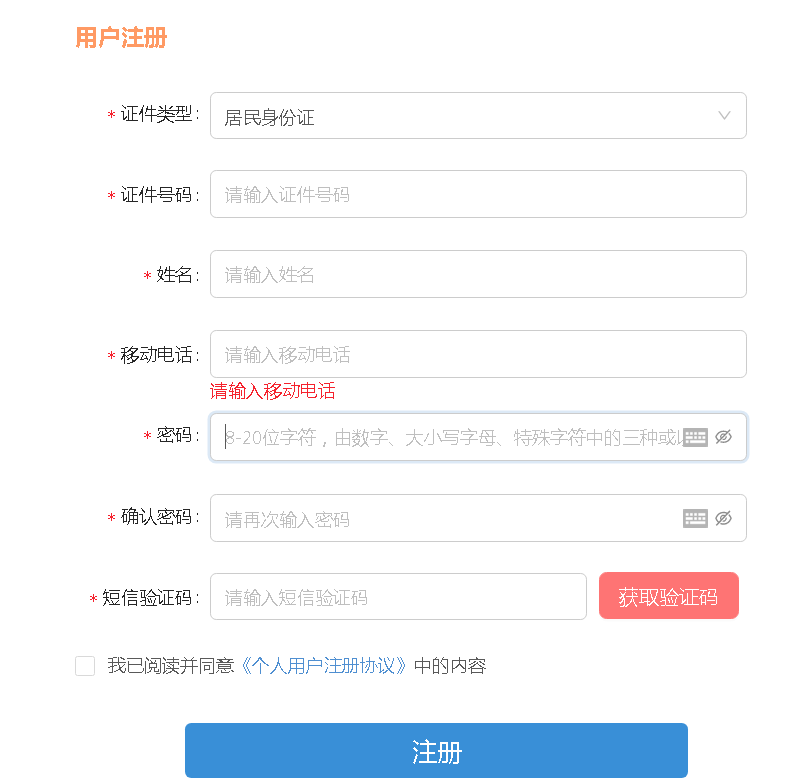 用户注册
* 证件类型: 居民身份证
* 证件号码: 请输入证件号码
* 姓名: 请输入姓名
* 移动电话: 请输入移动电话
请输入移动电话
* 密码: 8-20位字符，由数字、大小写字母、特殊字符中的三种或
* 确认密码: 请再次输入密码
* 短信验证码: 请输入短信验证码 获取验证码
我已阅读并同意《个人用户注册协议》中的内容
注册